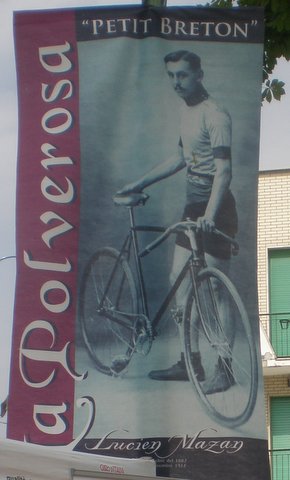 "PETIT BRETON"
la Polverosa
Lucien Mazan